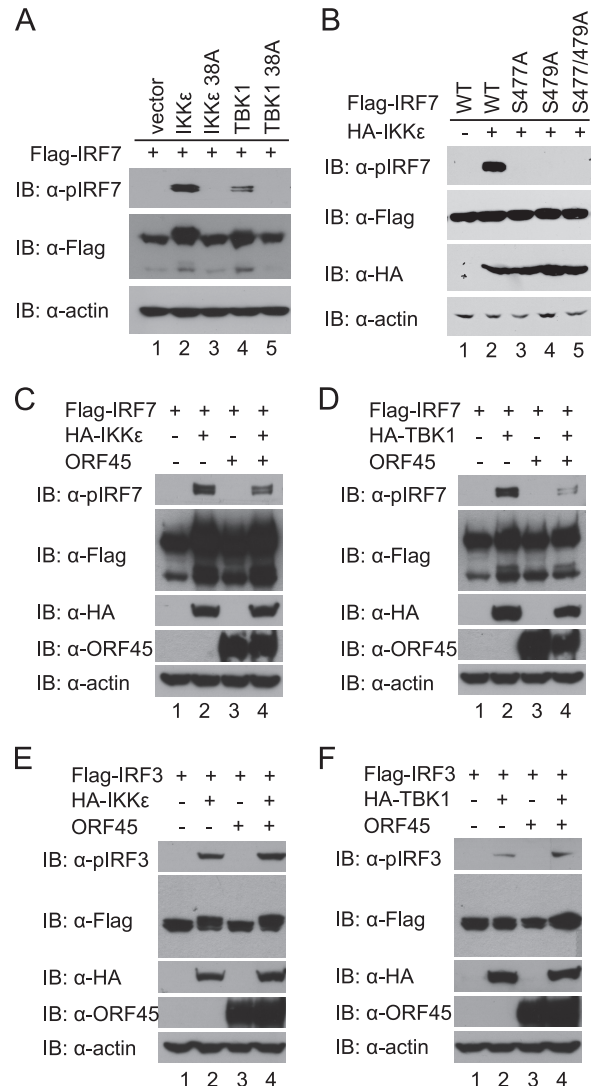 A
vector
IKKε
IKKε 38A
TBK1
TBK1 38A
Flag-IRF7 + + + + +
IB: α-pIRF7
IB: α-Flag
IB: α-actin
1 2 3 4 5
B
WT
WT
S477A
S479A
S477/479A
Flag-IRF7
HA-IKKε - + + + +
IB: α-pIRF7
IB: α-Flag
IB: α-HA
IB: α-actin
1 2 3 4 5
C
Flag-IRF7 + + + +
HA-IKKε - + - +
ORF45 - - + +
IB: α-pIRF7
IB: α-Flag
IB: α-HA
IB: α-ORF45
IB: α-actin
1 2 3 4
D
Flag-IRF7 + + + +
HA-TBK1 - + - +
ORF45 - - + +
IB: α-pIRF7
IB: α-Flag
IB: α-HA
IB: α-ORF45
IB: α-actin
1 2 3 4
E
Flag-IRF3 + + + +
HA-IKKε - + - +
ORF45 - - + +
IB: α-pIRF3
IB: α-Flag
IB: α-HA
IB: α-ORF45
IB: α-actin
1 2 3 4
F
Flag-IRF3 + + + +
HA-TBK1 - + - +
ORF45 - - + +
IB: α-pIRF3
IB: α-Flag
IB: α-HA
IB: α-ORF45
IB: α-actin
1 2 3 4